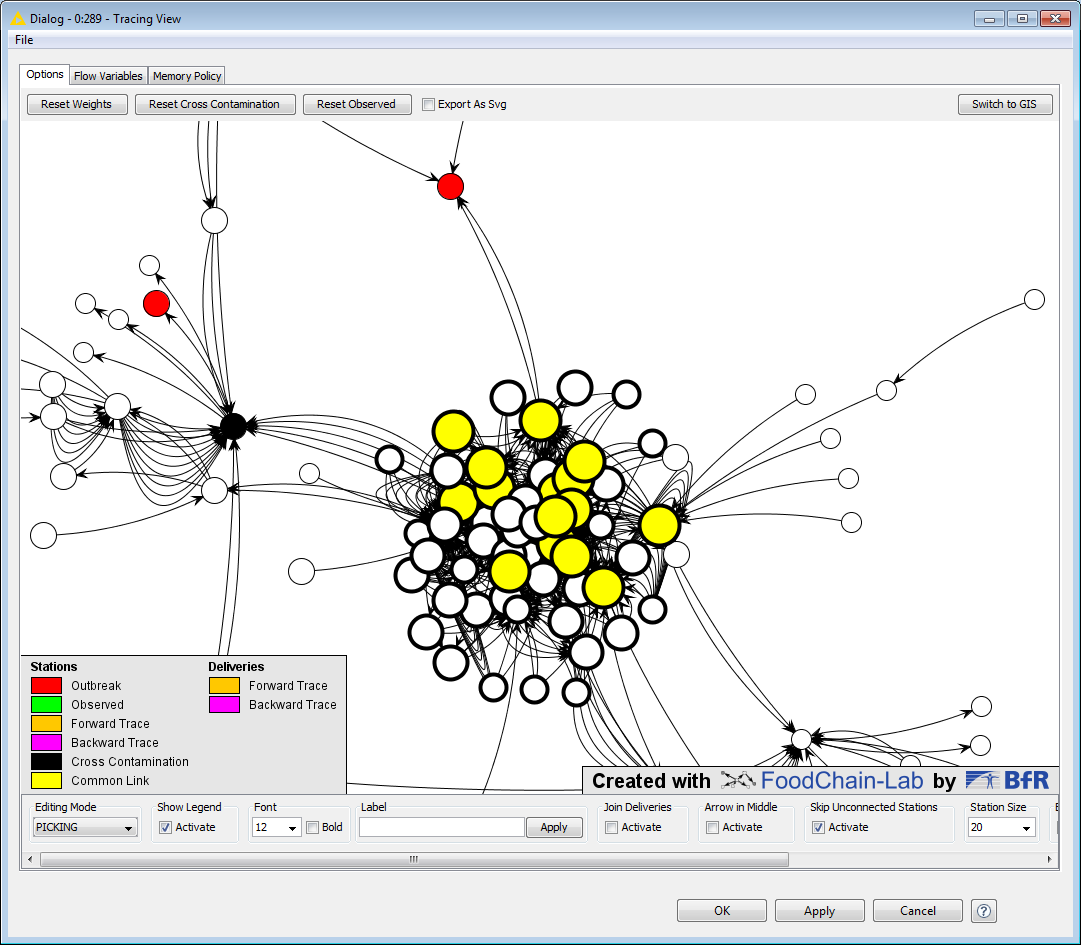 Dialog - 0:289 - Tracing View
File
Options Flow Variables Memory Policy
Reset Weights Reset Cross Contamination Reset Observed Export As Svg Switch to GIS
Stations Deliveries
Outbreak Forward Trace
Observed Backward Trace
Forward Trace
Backward Trace
Cross Contamination
Common Link
Created with FoodChain-Lab by BfR
Editing Mode Show Legend Font Label Join Deliveries Arrow in Middle Skip Unconnected Stations Station Size
PICKING Activate 12 Bold Apply Activate Activate Activate 20
OK Apply Cancel ?